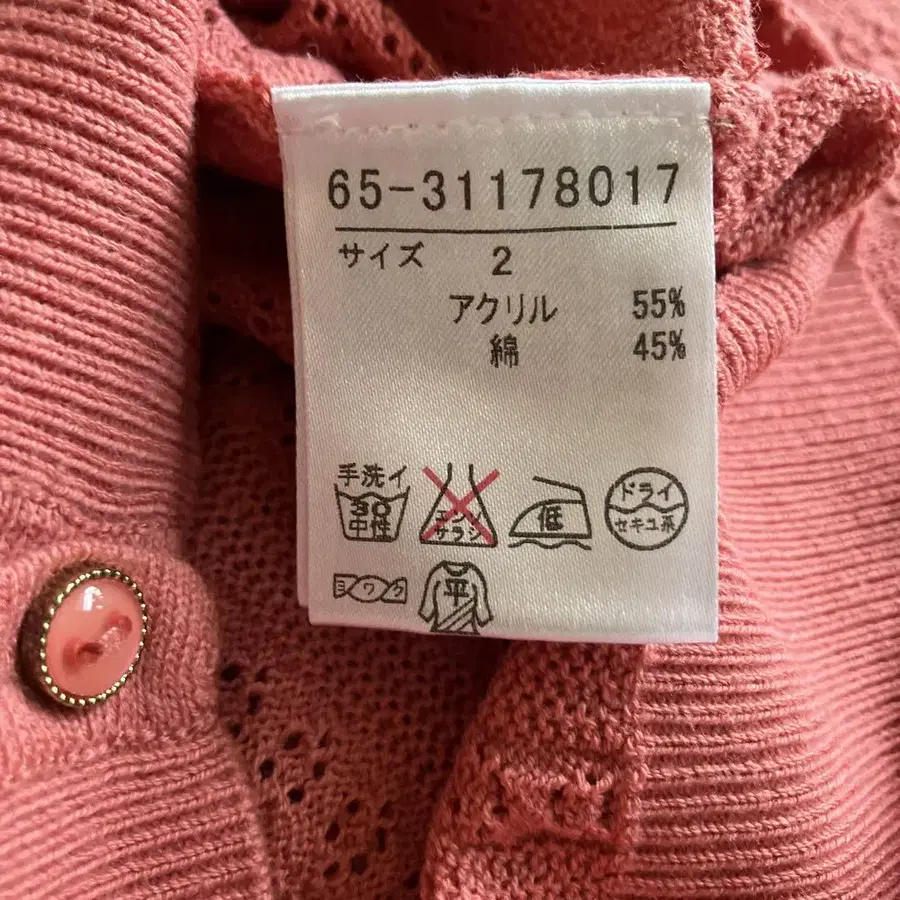 65-31178017
サイズ 2
アクリル 55%
綿 45%
手洗イ
30
中性
エンソ
サラシ
低
ドライ
セキユ系
ヨワク
平